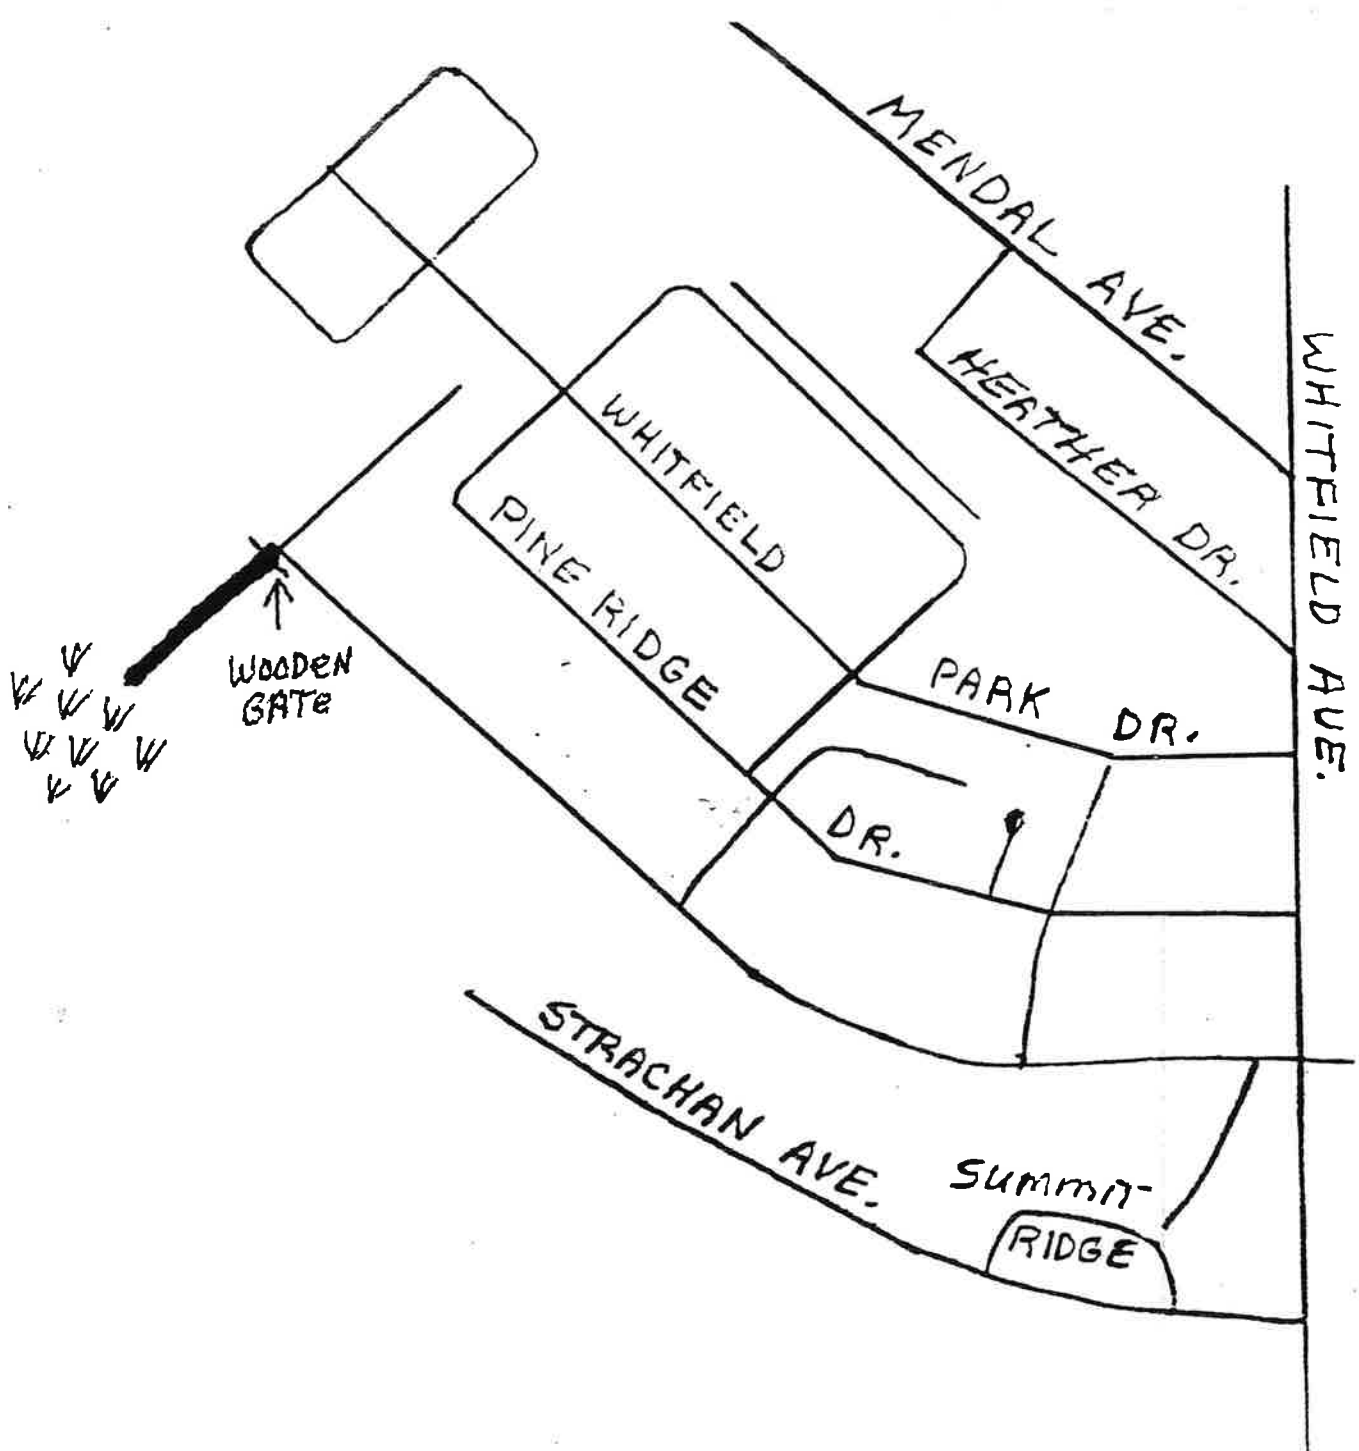 MENDAL AVE.
HEATHER DR.
WHITFIELD AVE.
WHITFIELD
PARK DR.
PINE RIDGE
DR.
WOODEN
GATE
STRACHAN AVE.
SUMMIT
RIDGE